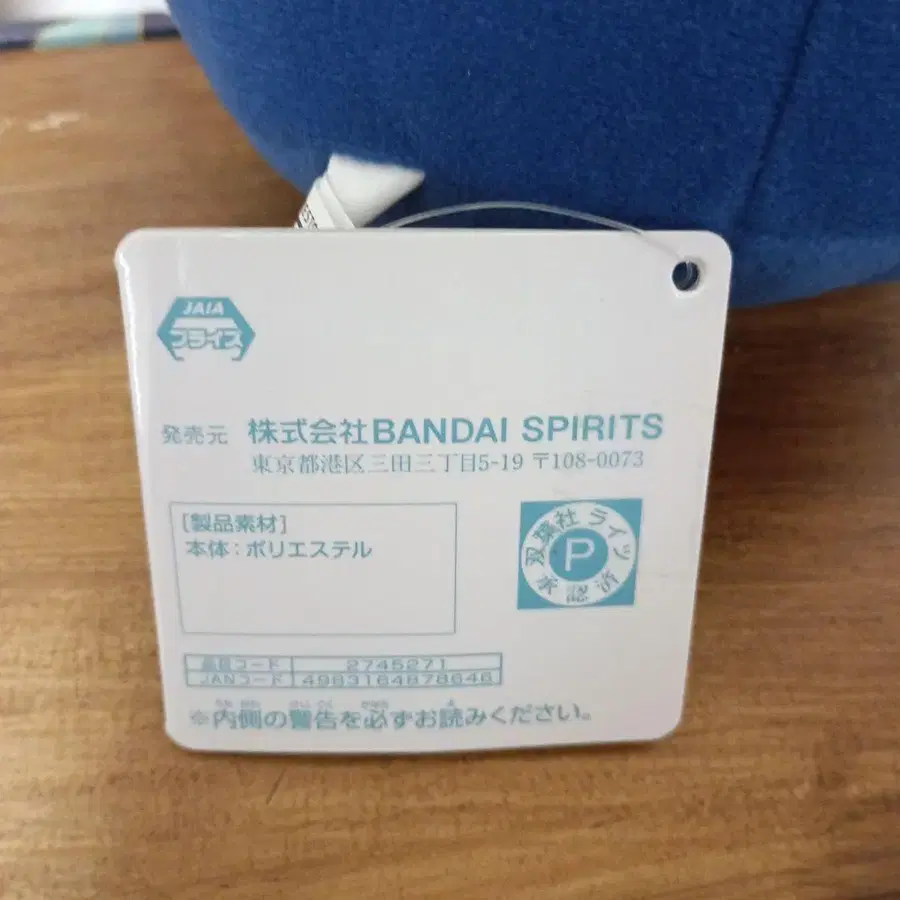 JAIA
プライズ
発売元 株式会社BANDAI SPIRITS
東京都港区三田三丁目5-19 〒108-0073
[製品素材]
本体：ポリエステル
双葉社 ライツ
P
承認済
品番コード 2745271
JANコード 4983164878646
※内側の警告を必ずお読みください。